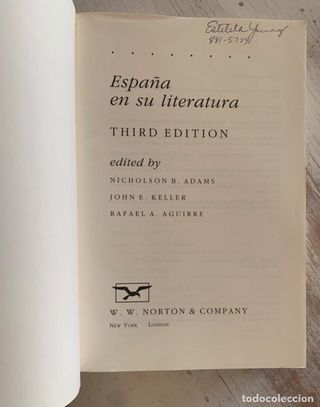 España
en su literatura
THIRD EDITION
edited by
NICHOLSON B. ADAMS
JOHN E. KELLER
RAFAEL A. AGUIRRE
W. W. NORTON & COMPANY
NEW YORK LONDON
todocoleccion